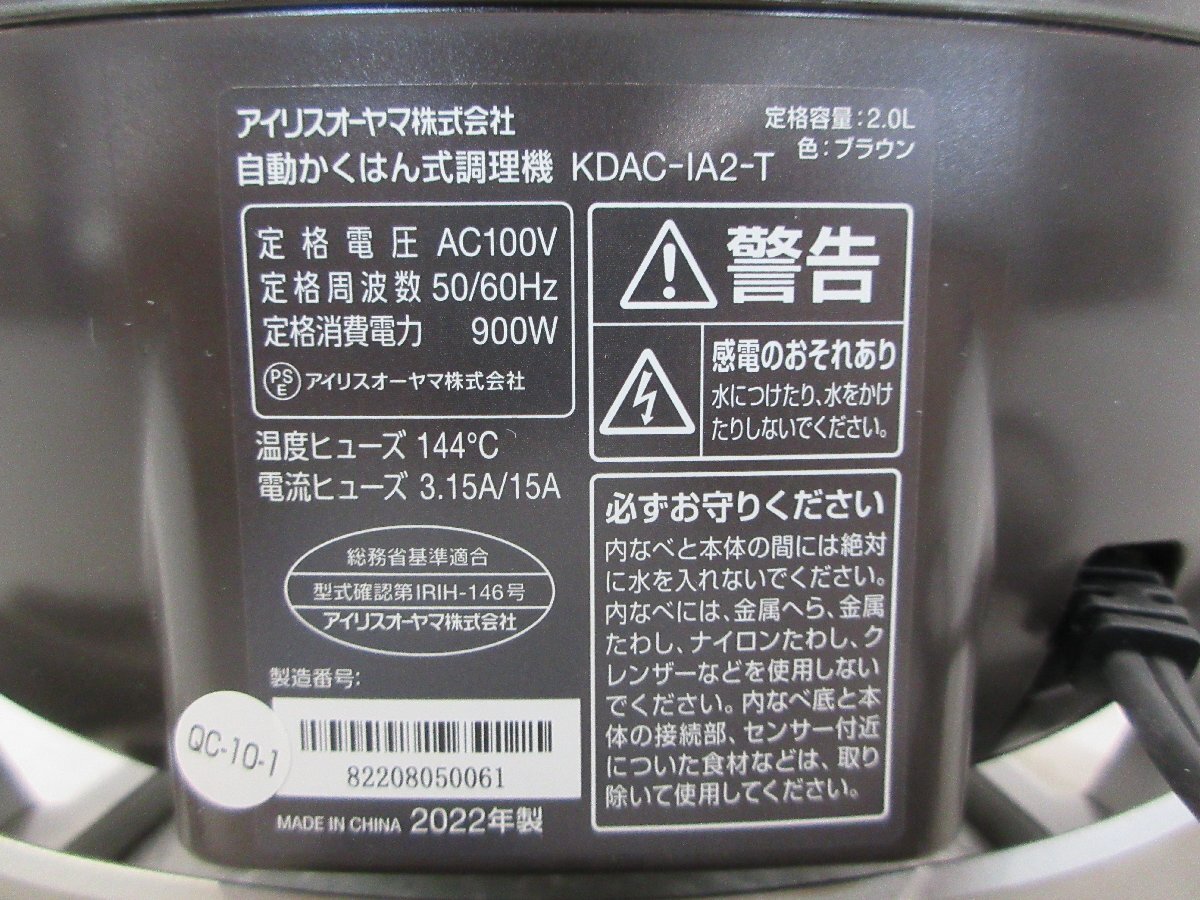 アイリスオーヤマ株式会社
自動かくはん式調理機 KDAC-IA2-T
定格容量:2.0L
色:ブラウン
定格電圧 AC100V
定格周波数 50/60Hz
定格消費電力 900W
PSE アイリスオーヤマ株式会社
温度ヒューズ 144°C
電流ヒューズ 3.15A/15A
総務省基準適合
型式確認第IRIH-146号
アイリスオーヤマ株式会社
製造番号:
82208050061
QC-10-1
MADE IN CHINA 2022年製
警告
感電のおそれあり
水につけたり、水をかけ
たりしないでください。
必ずお守りください
内なべと本体の間には絶対
に水を入れないでください。
内なべには、金属へら、金属
たわし、ナイロンたわし、ク
レンザーなどを使用しない
でください。内なべ底と本
体の接続部、センサー付近
についた食材などは、取り
除いて使用してください。